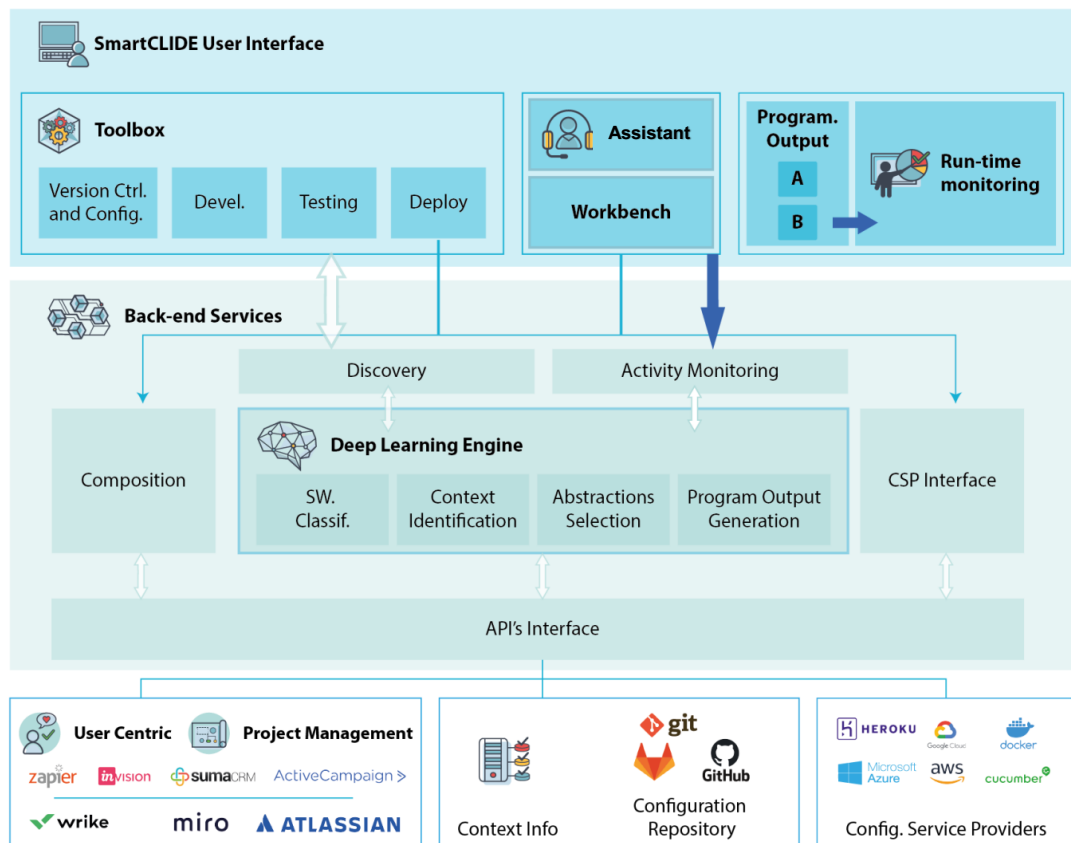 SmartCLIDE User Interface
Toolbox
Version Ctrl.
and Config.
Devel.
Testing
Deploy
Assistant
Workbench
Program.
Output
A
B
Run-time
monitoring
Back-end Services
Discovery
Activity Monitoring
Composition
Deep Learning Engine
SW.
Classif.
Context
Identification
Abstractions
Selection
Program Output
Generation
CSP Interface
API's Interface
User Centric
Project Management
zapier
invision
sumaCRM
ActiveCampaign >
wrike
miro
ATLASSIAN
Context Info
git
GitHub
Configuration
Repository
HEROKU
Google Cloud
docker
Microsoft
Azure
aws
cucumber
Config. Service Providers